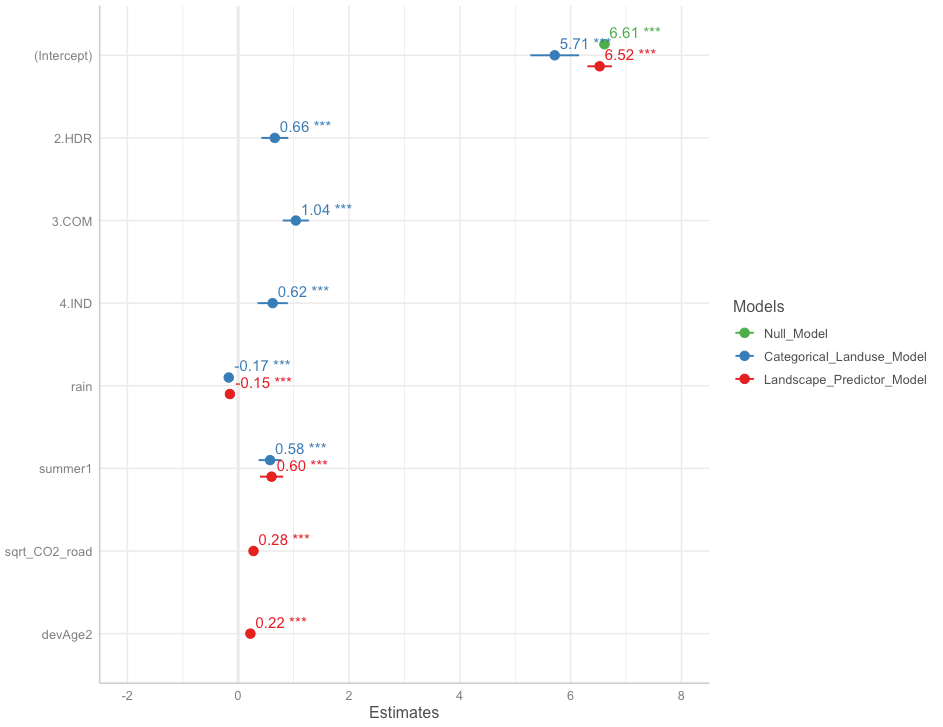 6.61 ***
5.71 ***
(Intercept)
6.52 ***
0.66 ***
2.HDR
1.04 ***
3.COM
0.62 ***
4.IND
-0.17 ***
-0.15 ***
rain
0.58 ***
0.60 ***
summer1
0.28 ***
sqrt_CO2_road
0.22 ***
devAge2
-2 0 2 4 6 8
Estimates
Models
Null_Model
Categorical_Landuse_Model
Landscape_Predictor_Model